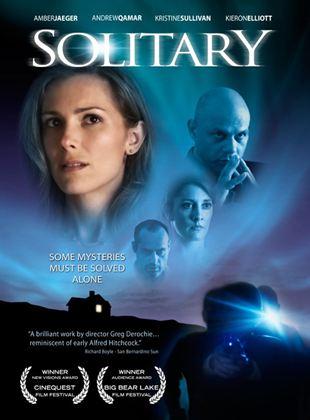 AMBERJAEGER ANDREWQAMAR KRISTINESULLIVAN KIERONELLIOTT
SOLITARY
SOME MYSTERIES
MUST BE SOLVED
ALONE
"A brilliant work by director Greg Derochie...
reminiscent of early Alfred Hitchcock."
Richard Boyle - San Bernardino Sun
WINNER
NEW VISIONS AWARD
CINEQUEST
FILM FESTIVAL
WINNER
AUDIENCE AWARD
BIG BEAR LAKE
FILM FESTIVAL